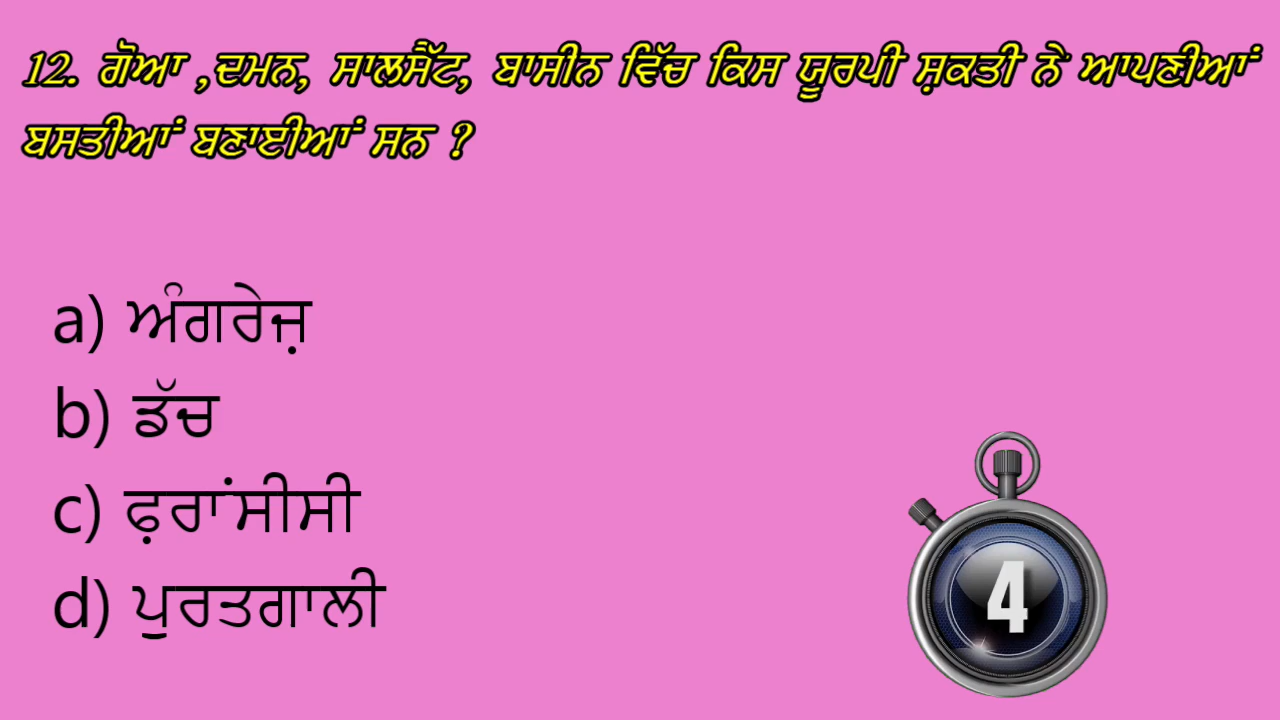 12. ਗੋਆ ,ਦਮਨ, ਸਾਲਸੈੱਟ, ਬਾਸੀਨ ਵਿੱਚ ਕਿਸ ਯੂਰਪੀ ਸ਼ਕਤੀ ਨੇ ਆਪਣੀਆਂ
ਬਸਤੀਆਂ ਬਣਾਈਆਂ ਸਨ ?
a) ਅੰਗਰੇਜ਼
b) ਡੱਚ
c) ਫ਼ਰਾਂਸੀਸੀ
d) ਪੁਰਤਗਾਲੀ
4